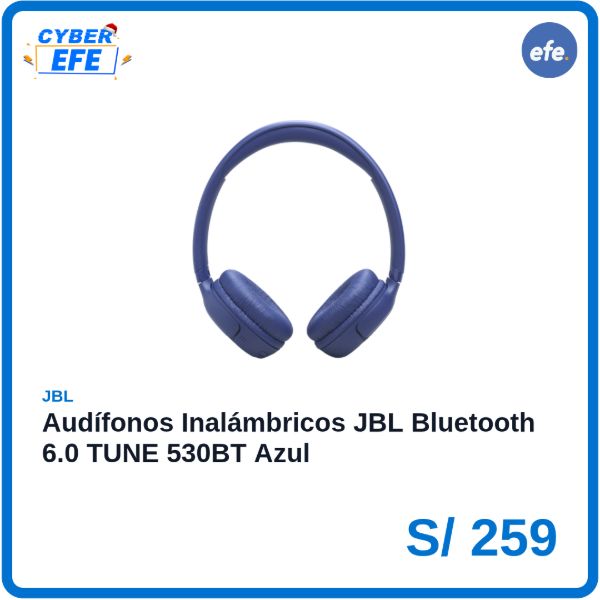 CYBER
EFE
efe.
JBL
Audífonos Inalámbricos JBL Bluetooth
6.0 TUNE 530BT Azul
S/ 259